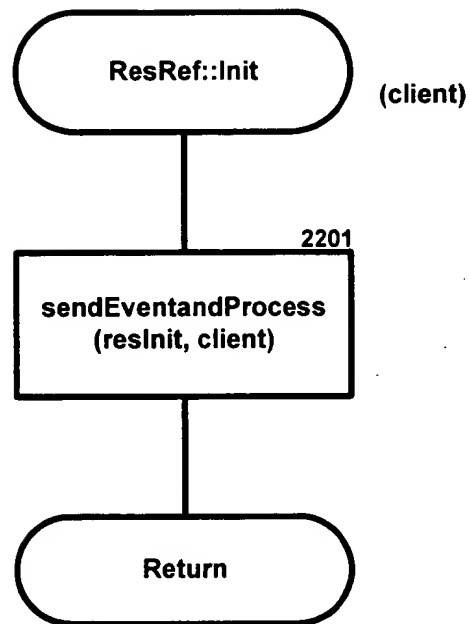 ResRef::Init
(client)
2201
sendEventandProcess
(resInit, client)
Return